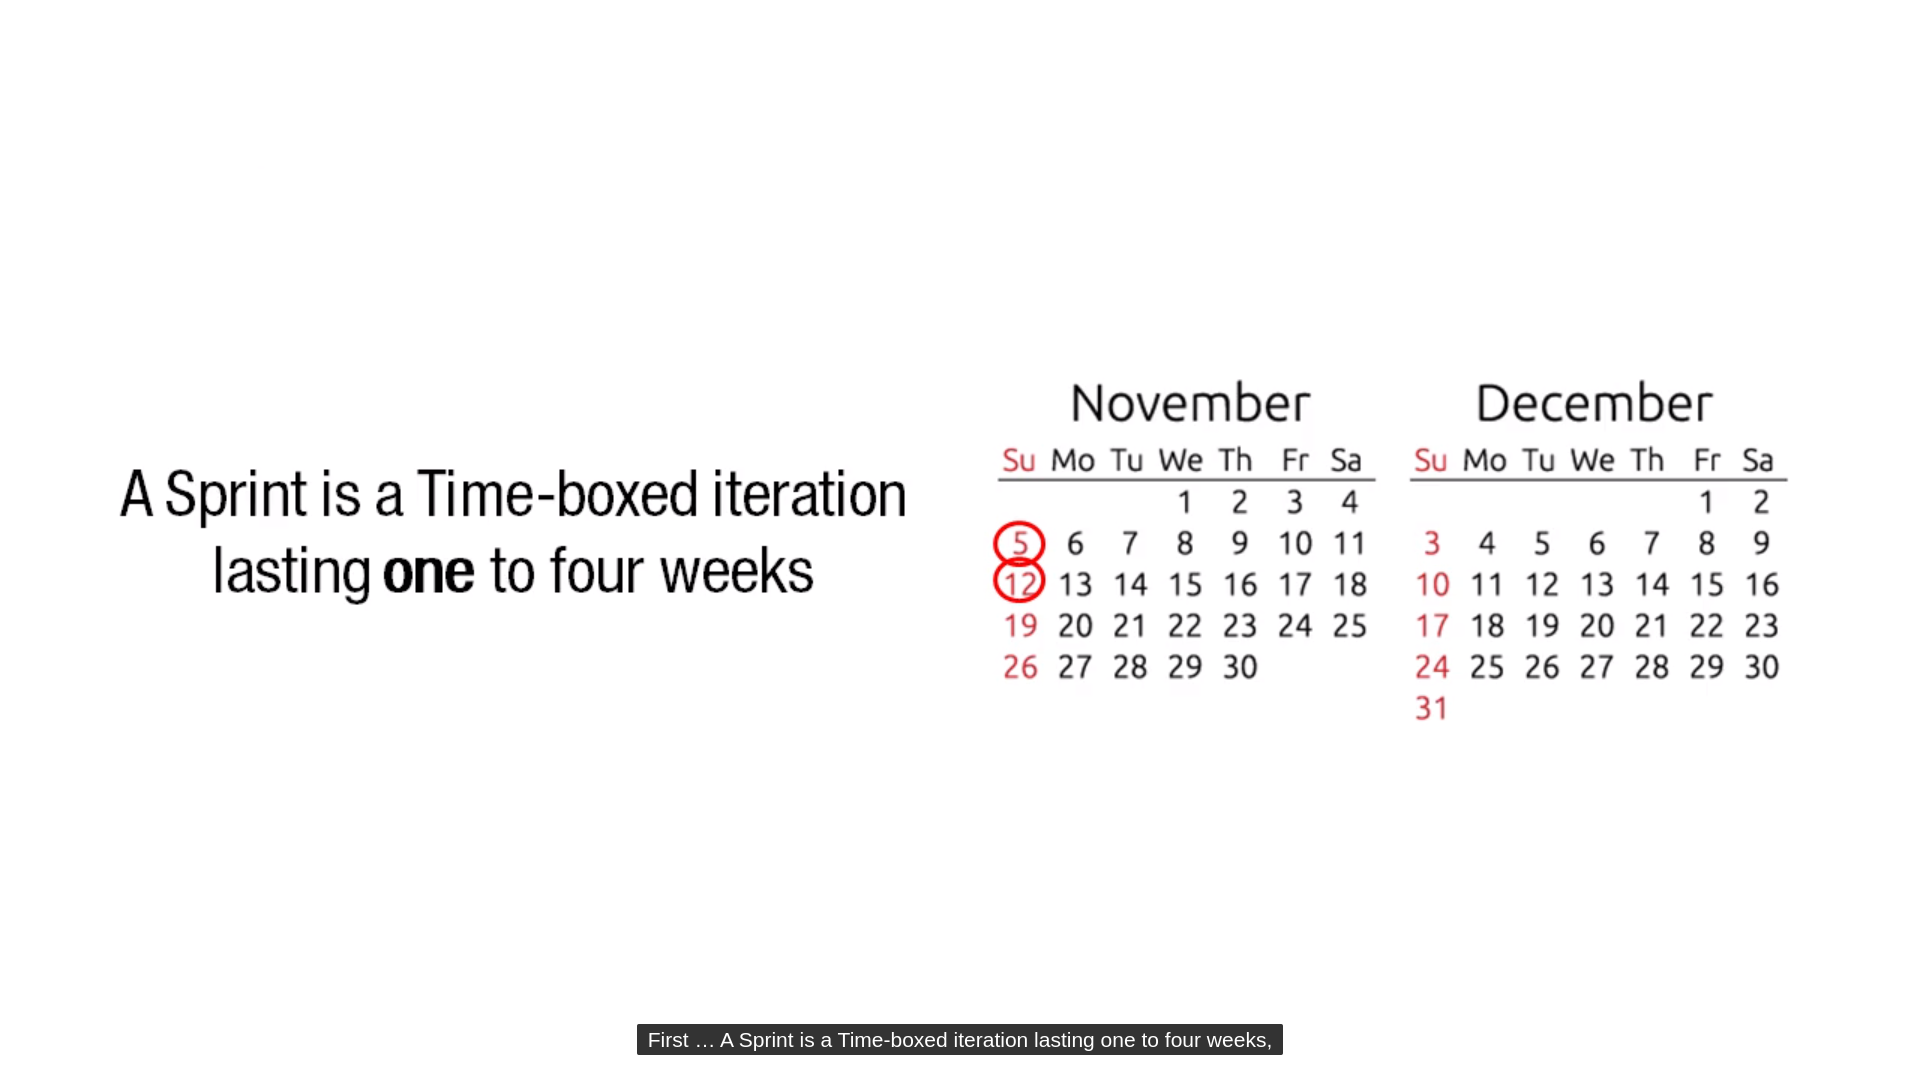 A Sprint is a Time-boxed iteration
lasting one to four weeks
November
Su Mo Tu We Th Fr Sa
1 2 3 4
5 6 7 8 9 10 11
12 13 14 15 16 17 18
19 20 21 22 23 24 25
26 27 28 29 30
December
Su Mo Tu We Th Fr Sa
1 2
3 4 5 6 7 8 9
10 11 12 13 14 15 16
17 18 19 20 21 22 23
24 25 26 27 28 29 30
31
First … A Sprint is a Time-boxed iteration lasting one to four weeks,